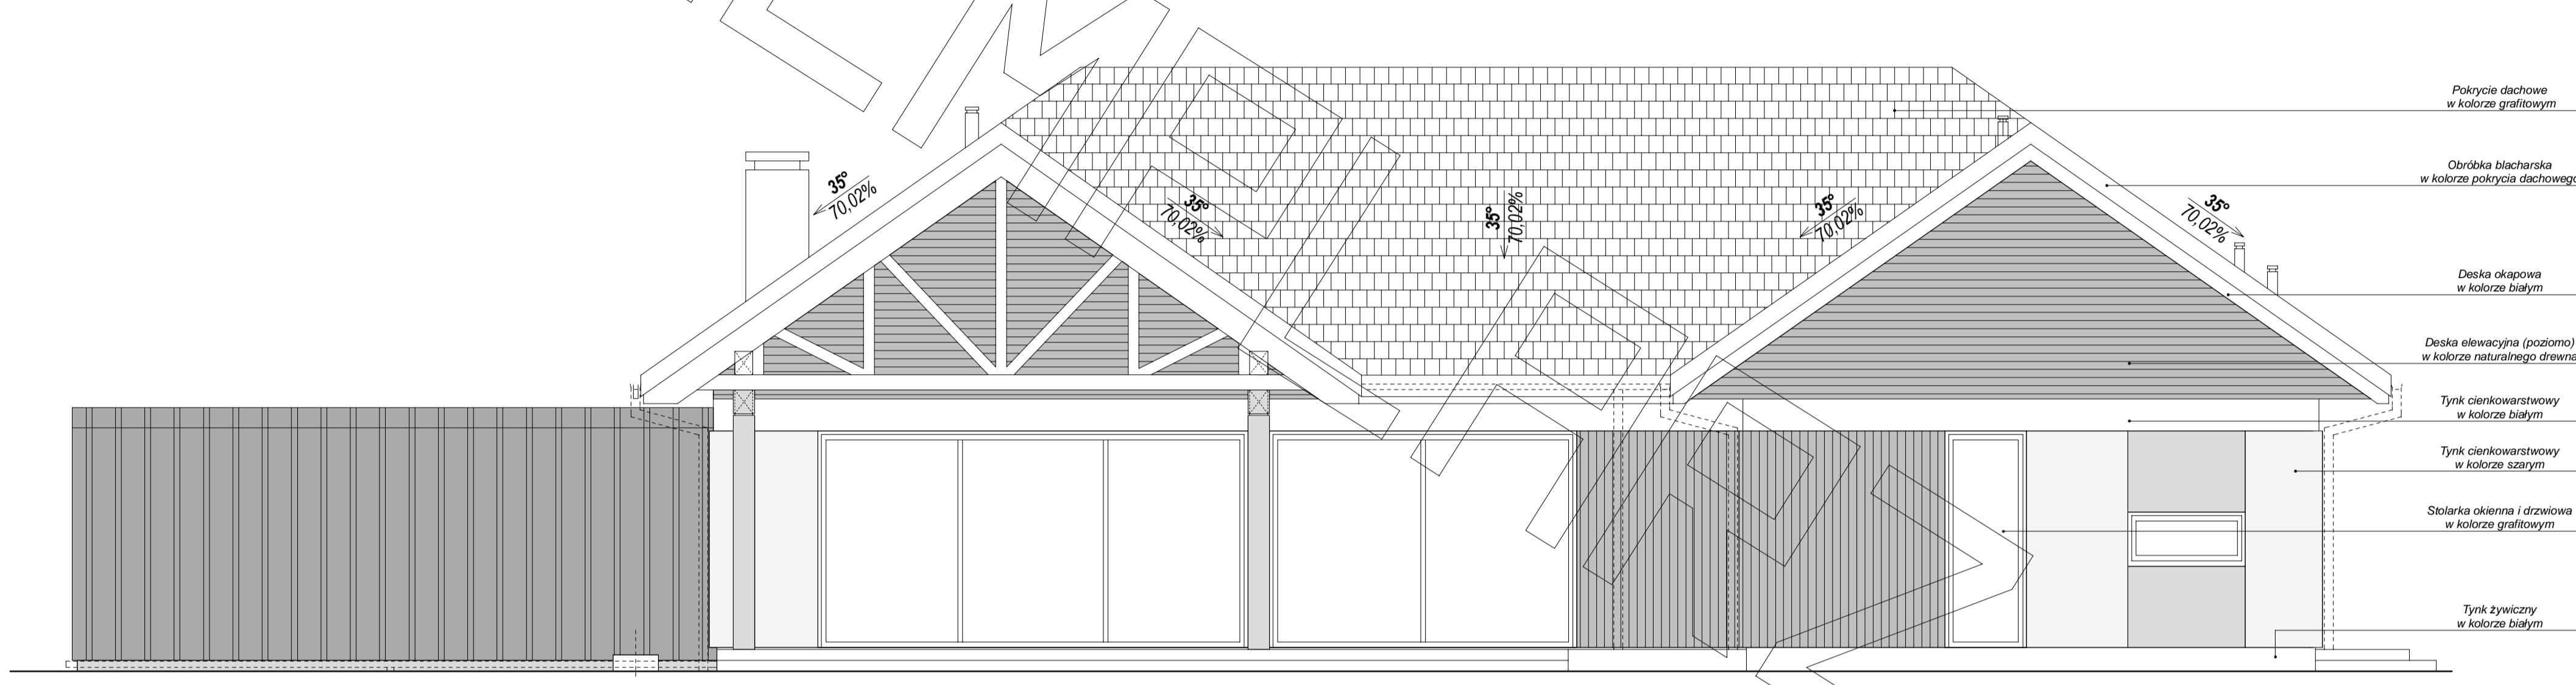 35°
70,02%
35°
70,02%
35°
70,02%
35°
70,02%
35°
70,02%
Pokrycie dachowe
w kolorze grafitowym
Obróbka blacharska
w kolorze pokrycia dachowego
Deska okapowa
w kolorze białym
Deska elewacyjna (poziomo)
w kolorze naturalnego drewna
Tynk cienkowarstwowy
w kolorze białym
Tynk cienkowarstwowy
w kolorze szarym
Stolarka okienna i drzwiowa
w kolorze grafitowym
Tynk żywiczny
w kolorze białym